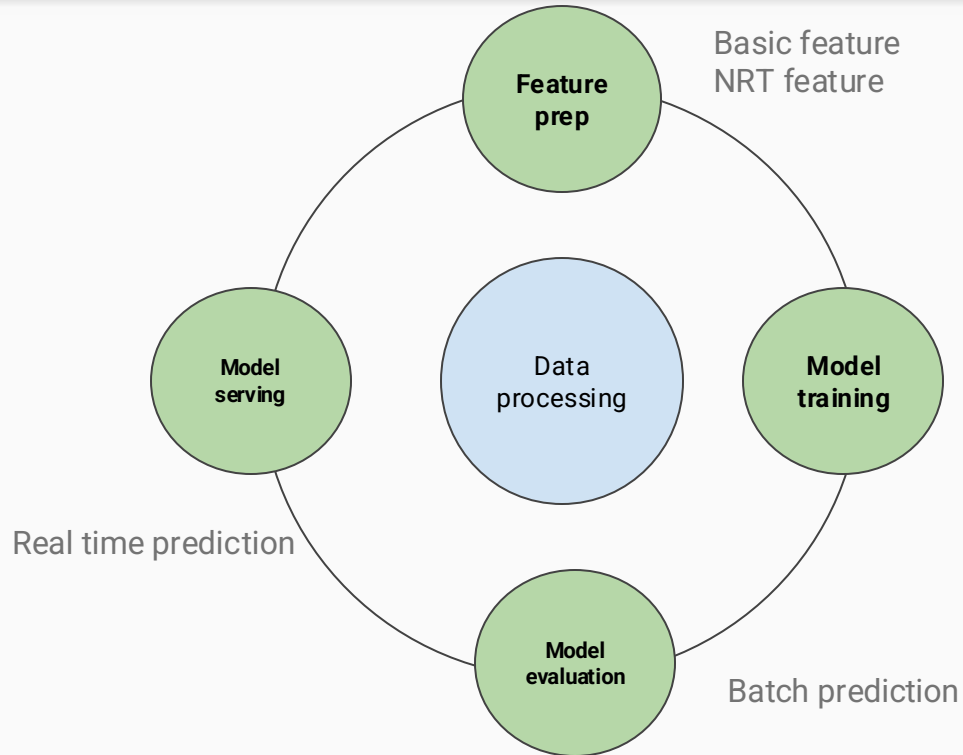 Basic feature
NRT feature
Feature
prep
Model
serving
Data
processing
Model
training
Real time prediction
Model
evaluation
Batch prediction